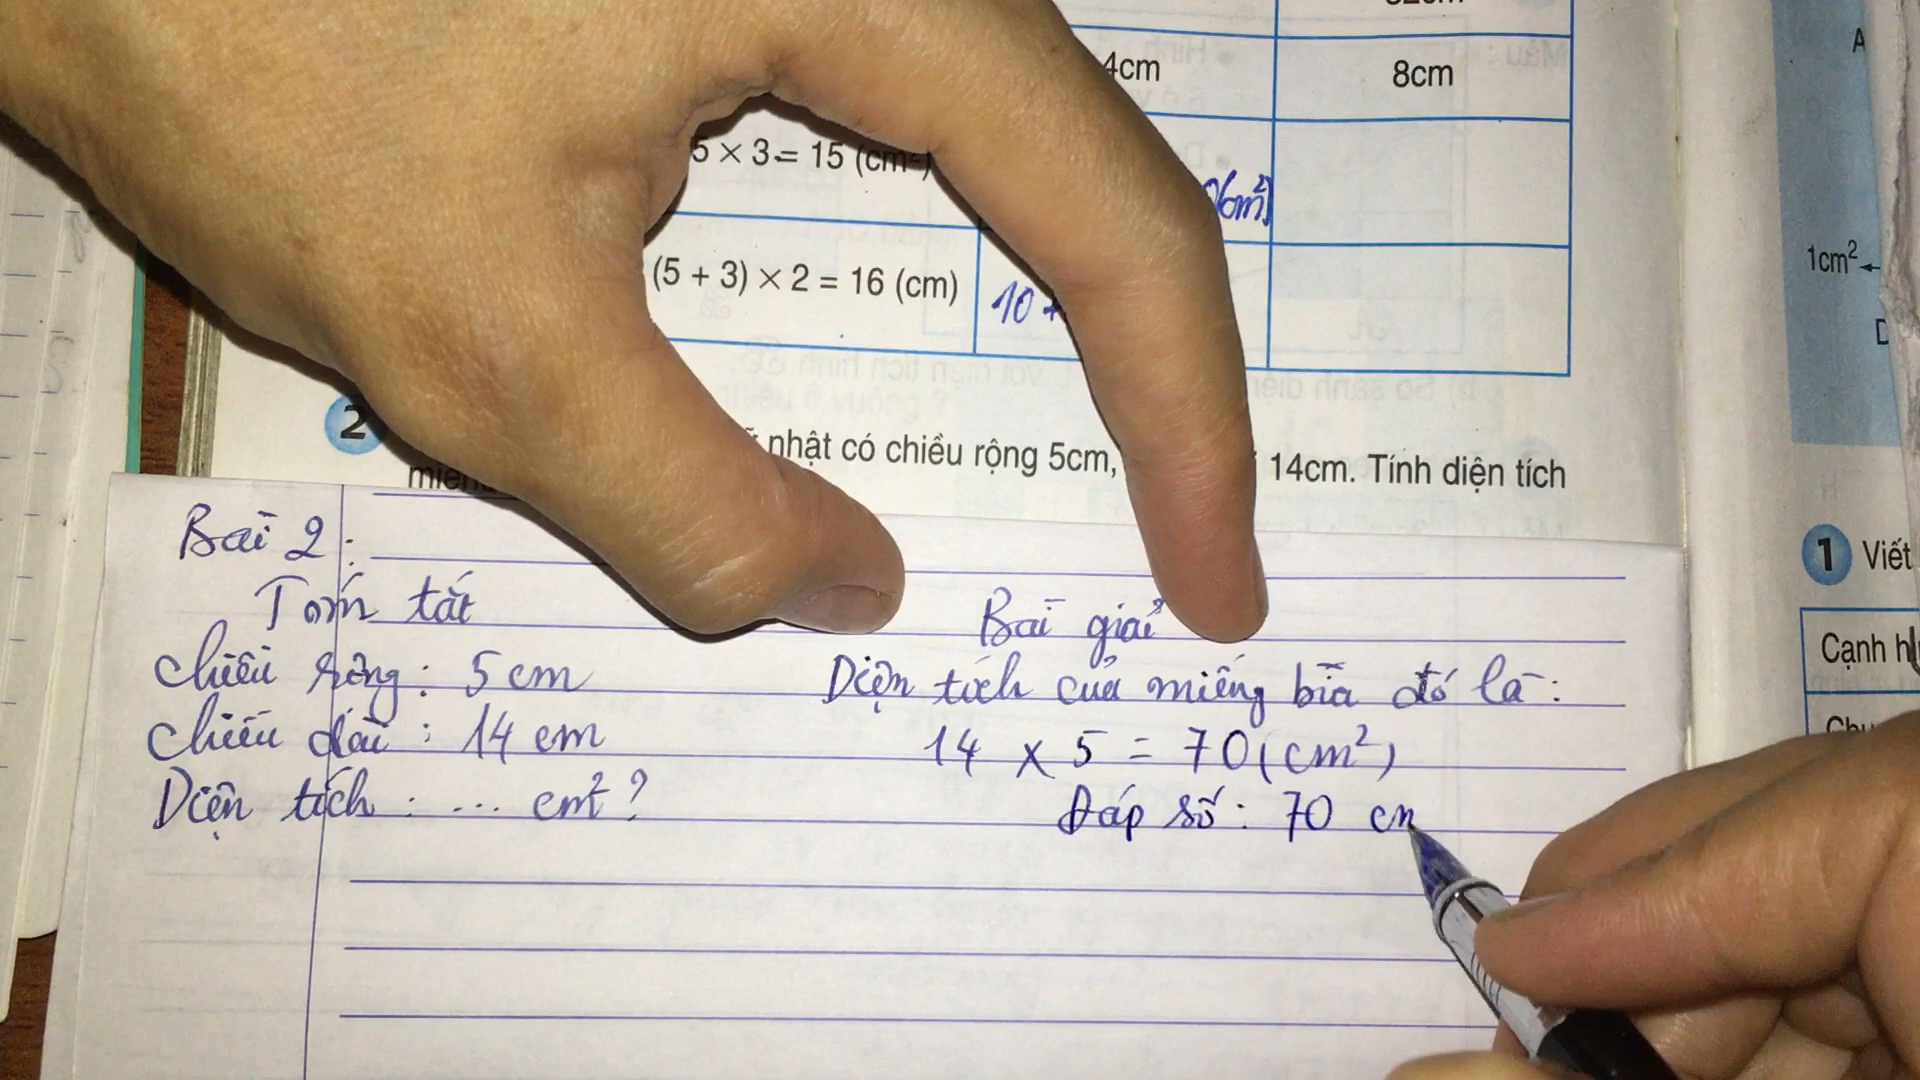 4cm 8cm
5 × 3 = 15 (cm²)
(5 + 3) × 2 = 16 (cm)
10 +
2 nhật có chiều rộng 5cm, 14cm. Tính diện tích
Bài 2:
Tóm tắt
Chiều rộng: 5 cm
Chiều dài: 14 cm
Diện tích: ... cm²?
Bài giải
Diện tích của miếng bìa đó là:
14 × 5 = 70 (cm²)
Đáp số: 70 cm
A
1cm²
D
1 Viết
Cạnh h